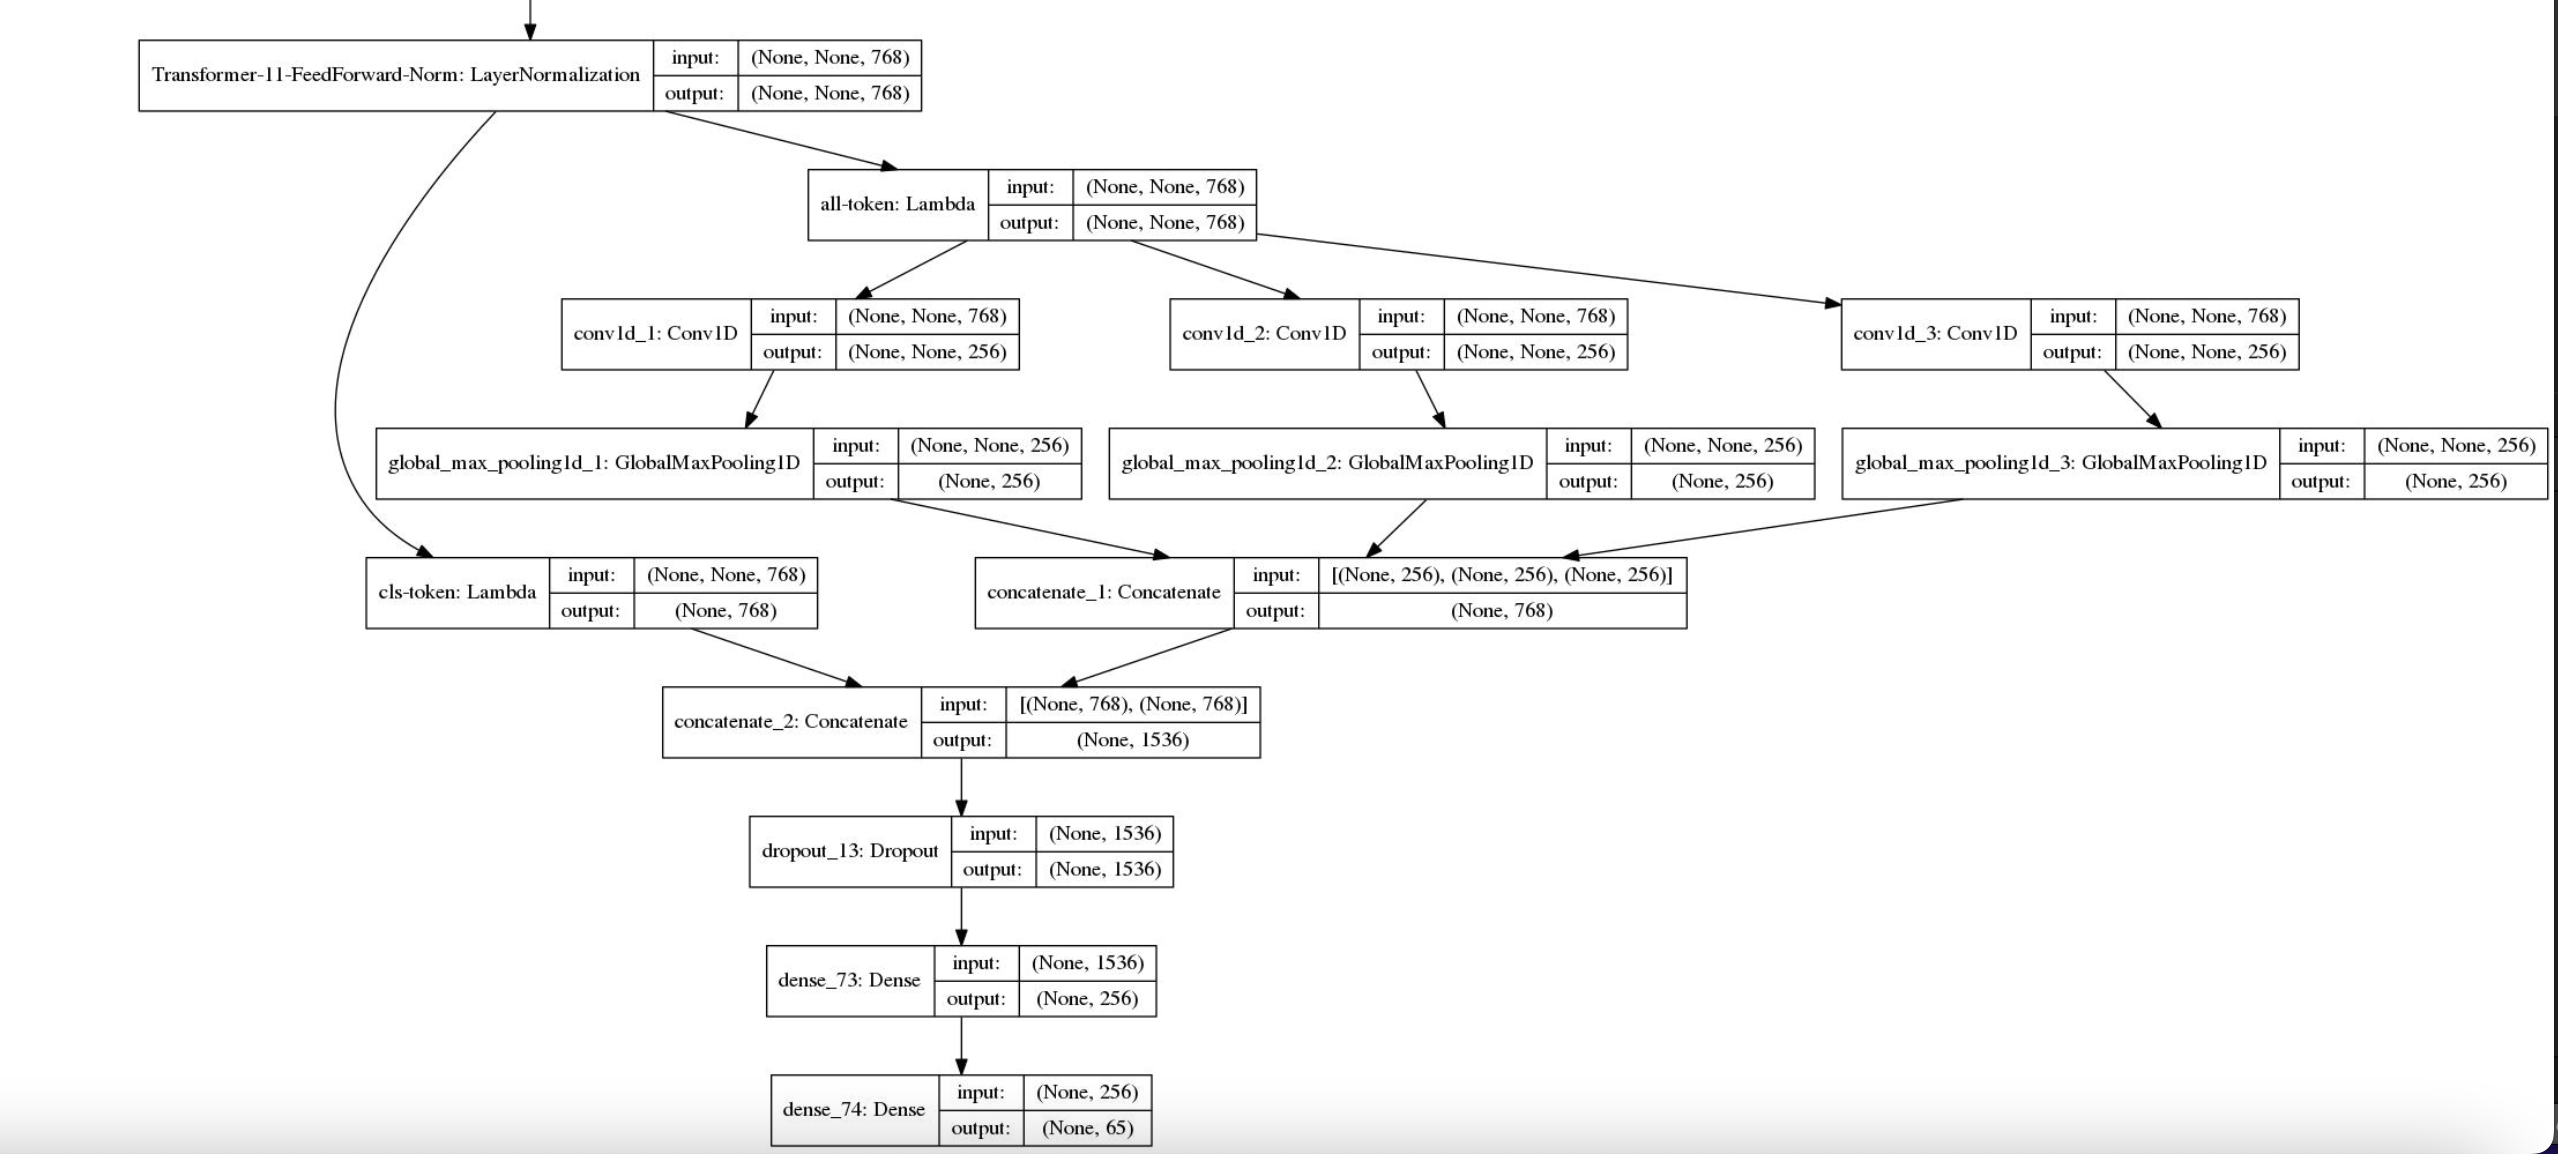 Transformer-11-FeedForward-Norm: LayerNormalization
input: (None, None, 768)
output: (None, None, 768)
all-token: Lambda
input: (None, None, 768)
output: (None, None, 768)
conv1d_1: Conv1D
input: (None, None, 768)
output: (None, None, 256)
conv1d_2: Conv1D
input: (None, None, 768)
output: (None, None, 256)
conv1d_3: Conv1D
input: (None, None, 768)
output: (None, None, 256)
global_max_pooling1d_1: GlobalMaxPooling1D
input: (None, None, 256)
output: (None, 256)
global_max_pooling1d_2: GlobalMaxPooling1D
input: (None, None, 256)
output: (None, 256)
global_max_pooling1d_3: GlobalMaxPooling1D
input: (None, None, 256)
output: (None, 256)
cls-token: Lambda
input: (None, None, 768)
output: (None, 768)
concatenate_1: Concatenate
input: [(None, 256), (None, 256), (None, 256)]
output: (None, 768)
concatenate_2: Concatenate
input: [(None, 768), (None, 768)]
output: (None, 1536)
dropout_13: Dropout
input: (None, 1536)
output: (None, 1536)
dense_73: Dense
input: (None, 1536)
output: (None, 256)
dense_74: Dense
input: (None, 256)
output: (None, 65)